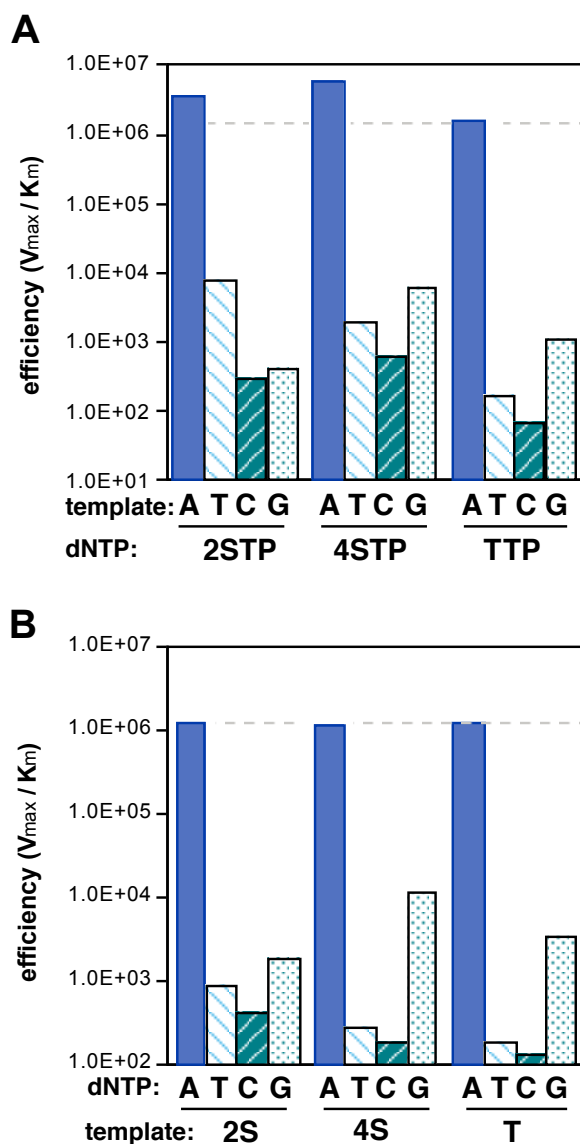 A
1.0E+07
1.0E+06
1.0E+05
1.0E+04
1.0E+03
1.0E+02
1.0E+01
efficiency (Vmax / Km)
template: A T C G A T C G A T C G
dNTP: 2STP 4STP TTP
B
1.0E+07
1.0E+06
1.0E+05
1.0E+04
1.0E+03
1.0E+02
efficiency (Vmax / Km)
dNTP: A T C G A T C G A T C G
template: 2S 4S T